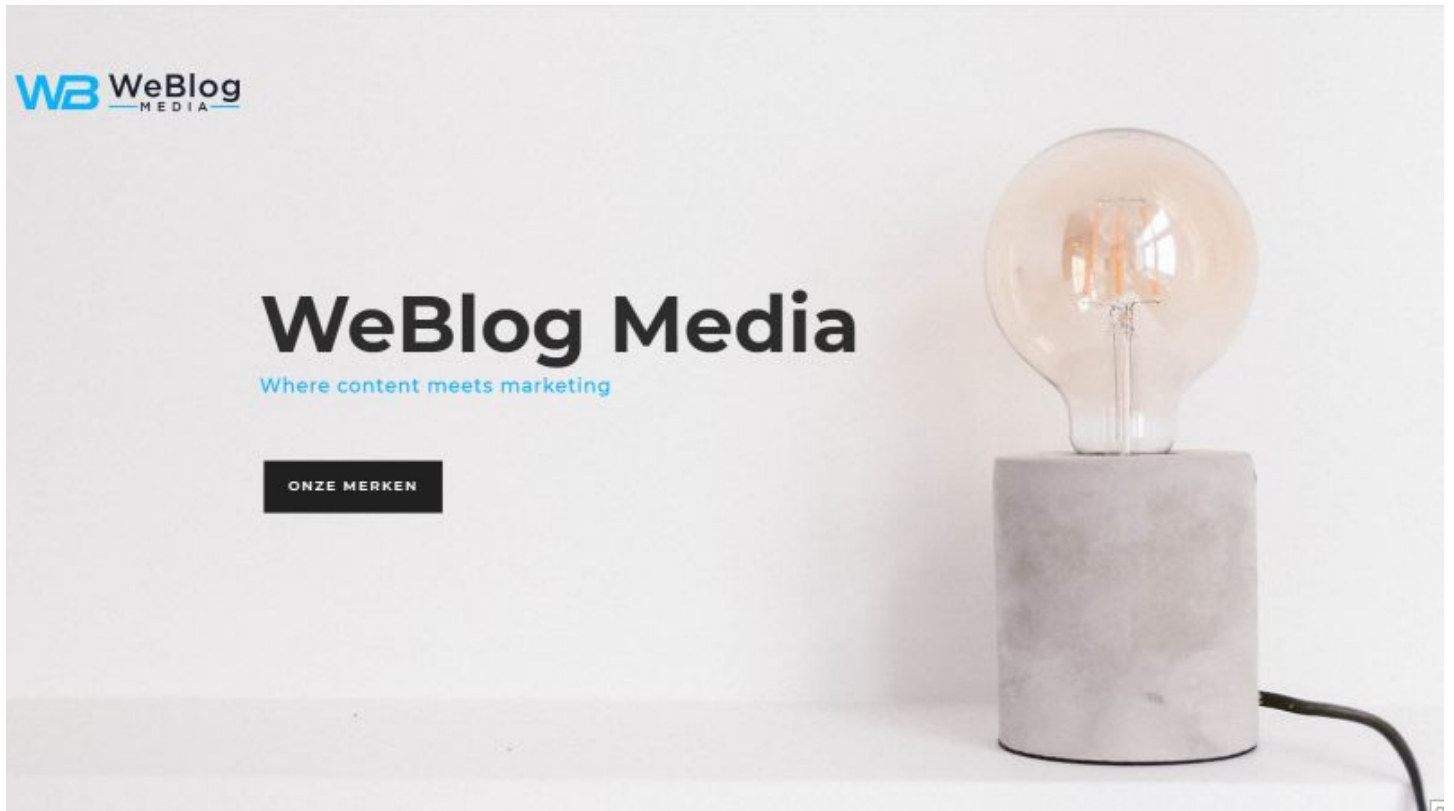 WB WeBlog
MEDIA
WeBlog Media
Where content meets marketing
ONZE MERKEN